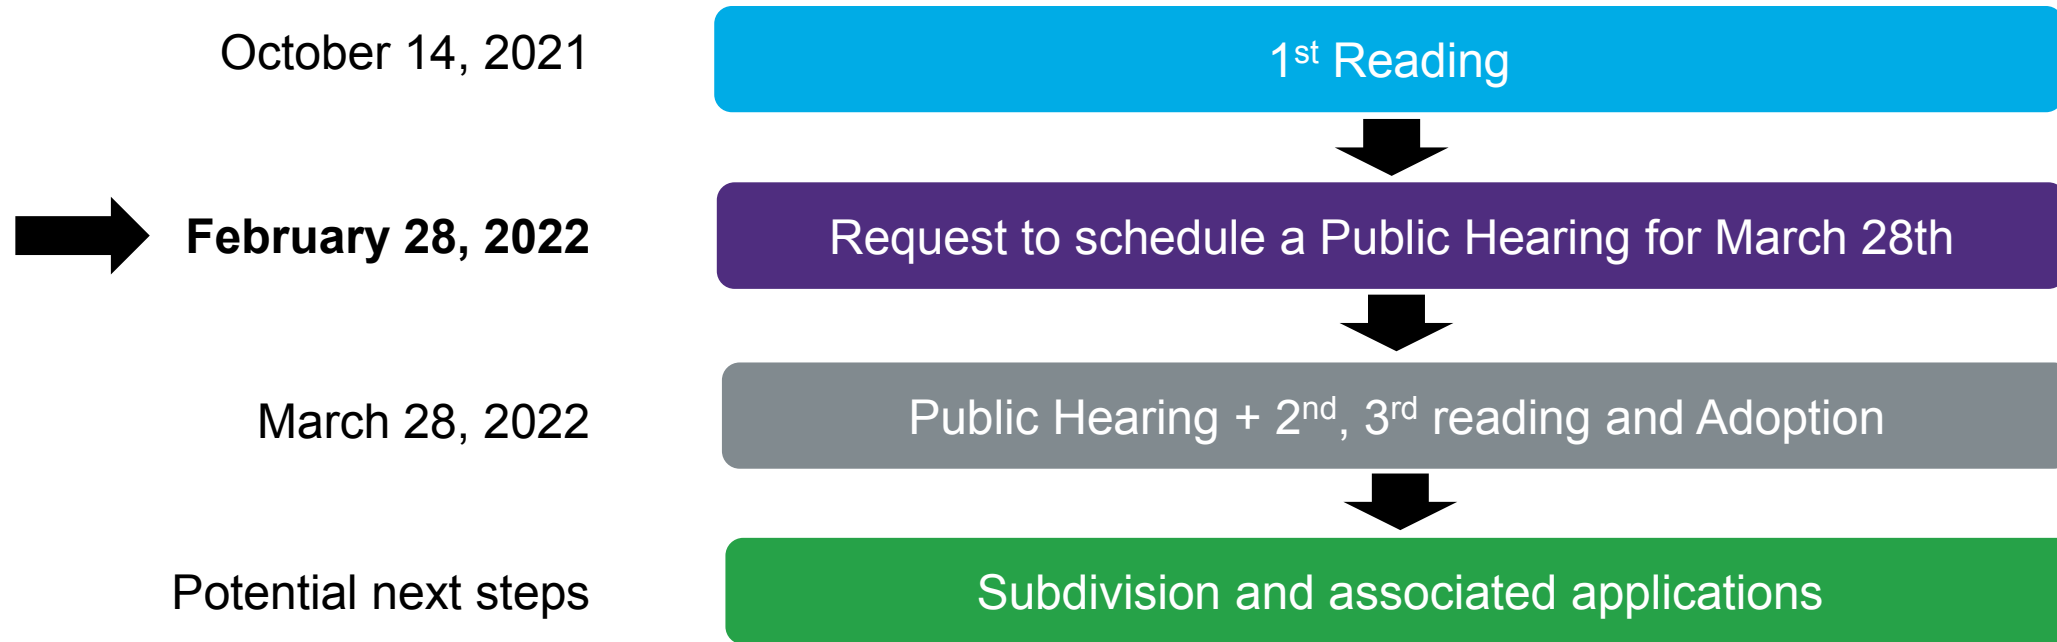 October 14, 2021
1st Reading
February 28, 2022
Request to schedule a Public Hearing for March 28th
March 28, 2022
Public Hearing + 2nd, 3rd reading and Adoption
Potential next steps
Subdivision and associated applications